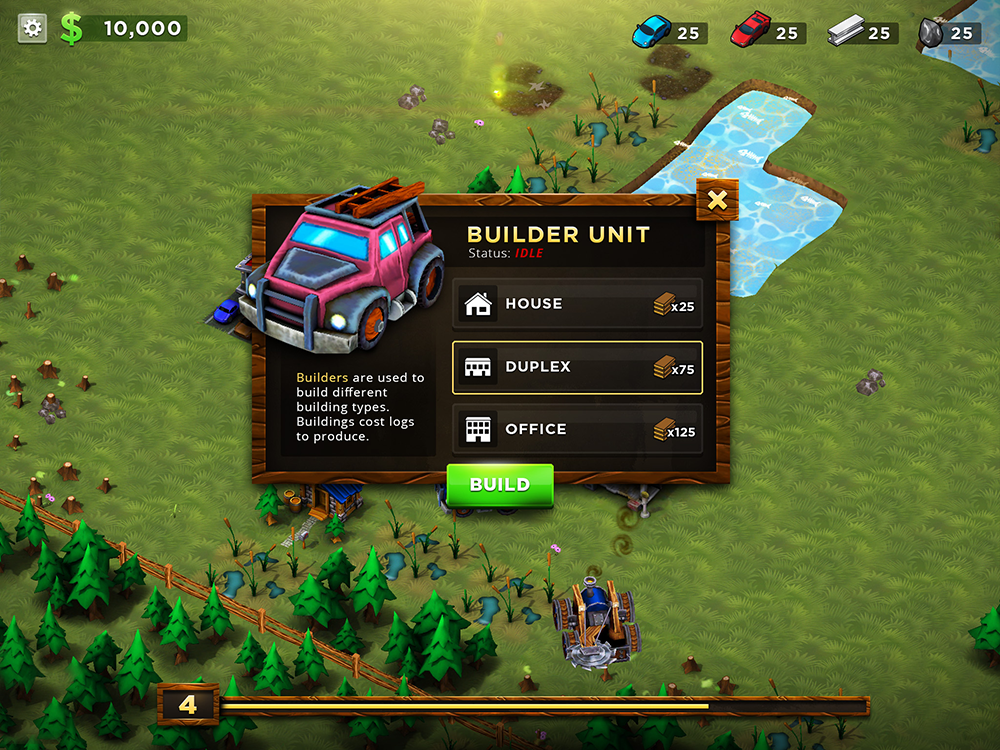 $ 10,000
25
25
25
25
BUILDER UNIT
Status: IDLE
HOUSE x25
DUPLEX x75
OFFICE x125
Builders are used to
build different
building types.
Buildings cost logs
to produce.
BUILD
4